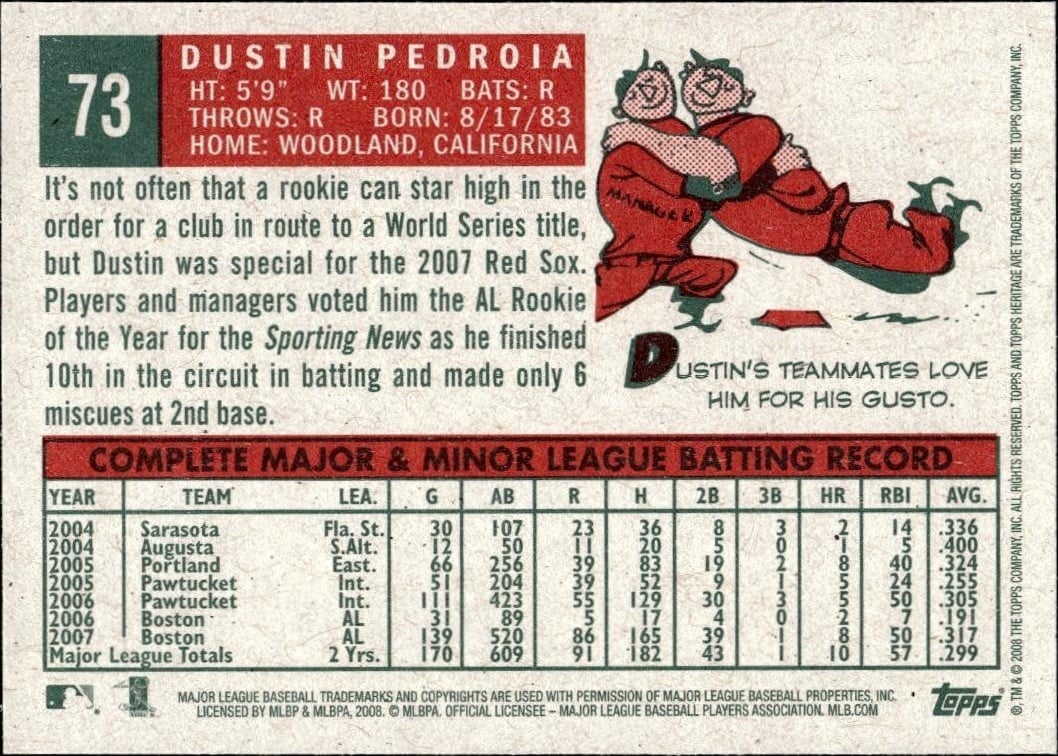 73
DUSTIN PEDROIA
HT: 5'9" WT: 180 BATS: R
THROWS: R BORN: 8/17/83
HOME: WOODLAND, CALIFORNIA
It's not often that a rookie can star high in the
order for a club in route to a World Series title,
but Dustin was special for the 2007 Red Sox.
Players and managers voted him the AL Rookie
of the Year for the Sporting News as he finished
10th in the circuit in batting and made only 6
miscues at 2nd base.
MANAGER
DUSTIN'S TEAMMATES LOVE
HIM FOR HIS GUSTO.
COMPLETE MAJOR & MINOR LEAGUE BATTING RECORD
YEAR TEAM LEA. G AB R H 2B 3B HR RBI AVG.
2004 Sarasota Fla. St. 30 107 23 36 8 3 2 14 .336
2004 Augusta S.Alt. 12 50 11 20 5 0 1 5 .400
2005 Portland East. 66 256 39 83 19 2 8 40 .324
2005 Pawtucket Int. 51 204 39 52 9 1 5 24 .255
2006 Pawtucket Int. 111 423 55 129 30 3 5 50 .305
2006 Boston AL 31 89 5 17 4 0 2 7 .191
2007 Boston AL 139 520 86 165 39 1 8 50 .317
Major League Totals 2 Yrs. 170 609 91 182 43 1 10 57 .299
MAJOR LEAGUE BASEBALL TRADEMARKS AND COPYRIGHTS ARE USED WITH PERMISSION OF MAJOR LEAGUE BASEBALL PROPERTIES, INC.
LICENSED BY MLBP & MLBPA, 2008. © MLBPA. OFFICIAL LICENSEE – MAJOR LEAGUE BASEBALL PLAYERS ASSOCIATION. MLB.COM
Topps
®, TM & © 2008 THE TOPPS COMPANY, INC. ALL RIGHTS RESERVED. TOPPS AND TOPPS HERITAGE ARE TRADEMARKS OF THE TOPPS COMPANY, INC.